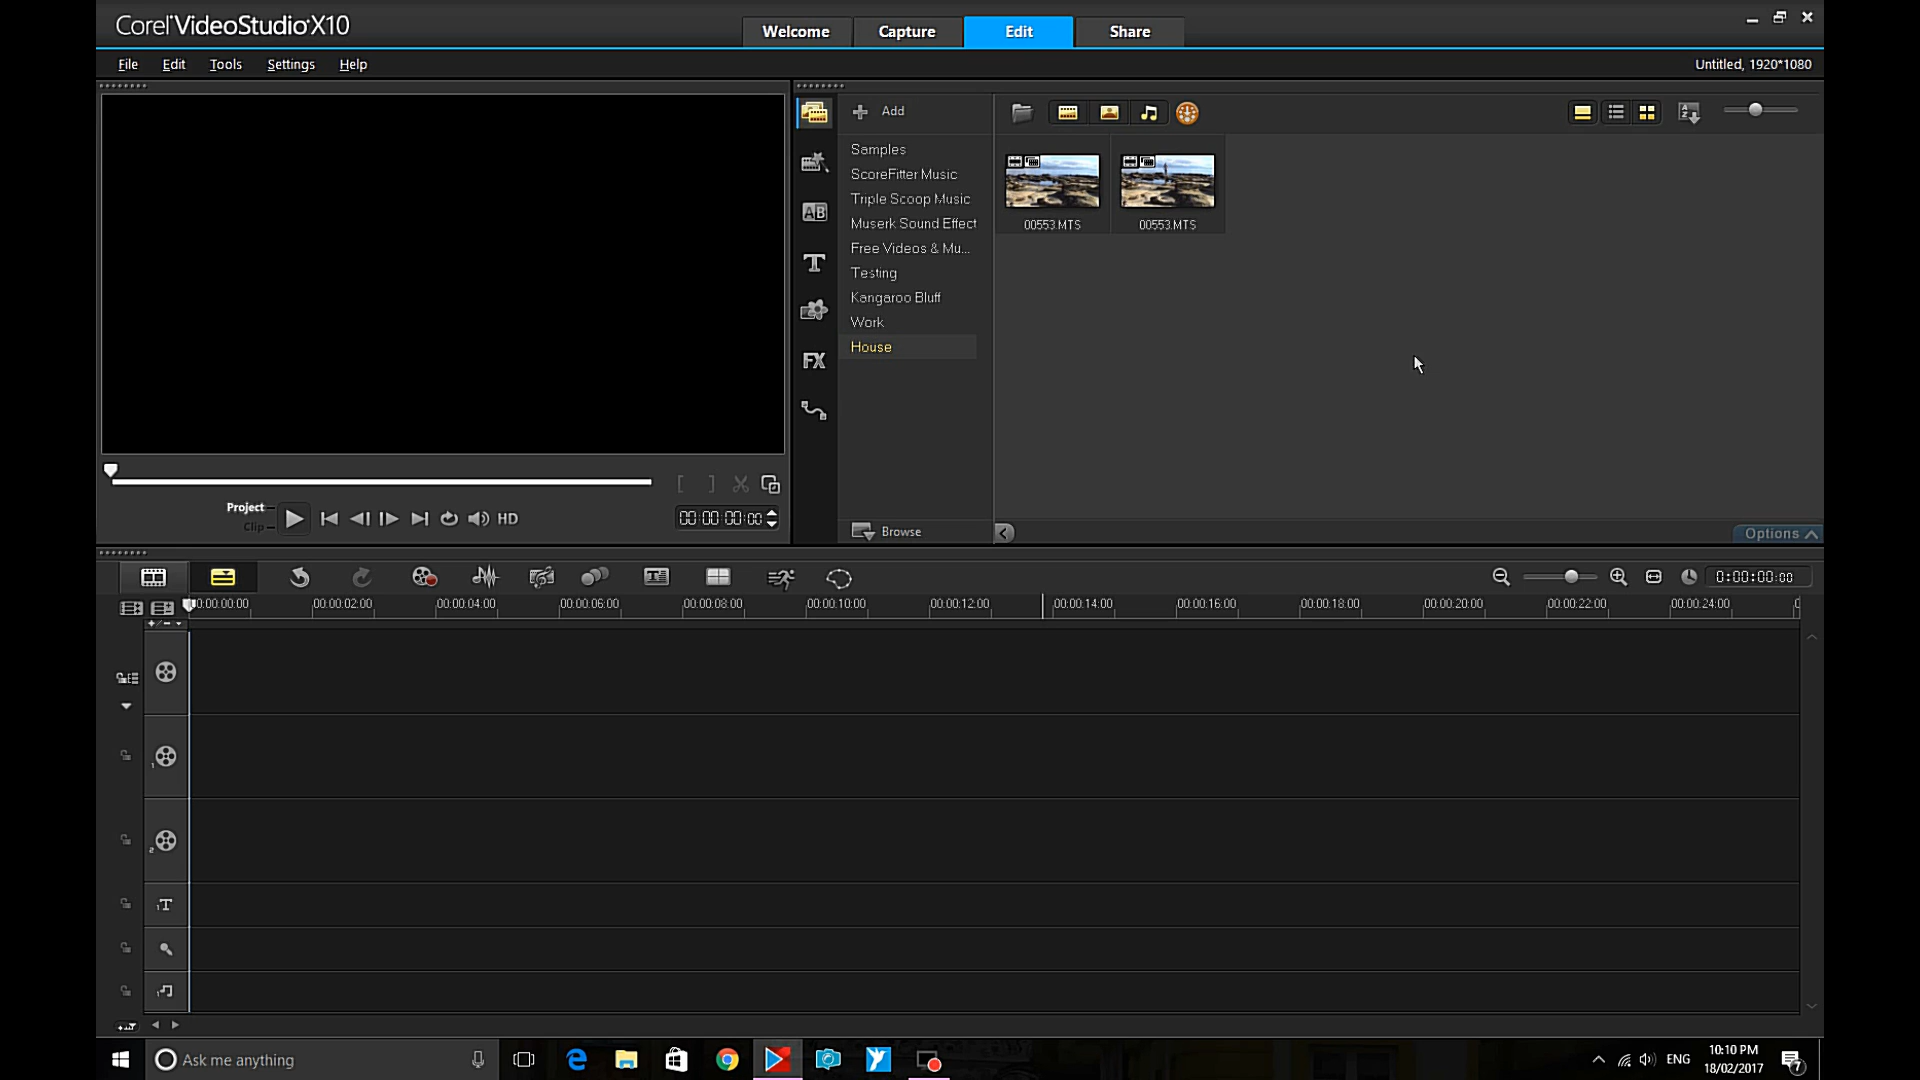 Corel VideoStudio X10
Welcome
Capture
Edit
Share
File
Edit
Tools
Settings
Help
Untitled, 1920*1080
Add
Samples
ScoreFitter Music
Triple Scoop Music
Muserk Sound Effect
Free Videos & Mu...
Testing
Kangaroo Bluff
Work
House
00553.MTS
00553.MTS
AB
T
FX
Project
Clip
HD
00:00:00:00
Browse
Options
0:00:00:00
00:00:00:00
00:00:02:00
00:00:04:00
00:00:06:00
00:00:08:00
00:00:10:00
00:00:12:00
00:00:14:00
00:00:16:00
00:00:18:00
00:00:20:00
00:00:22:00
00:00:24:00
1
2
1T
1
Ask me anything
ENG
10:10 PM
18/02/2017
7